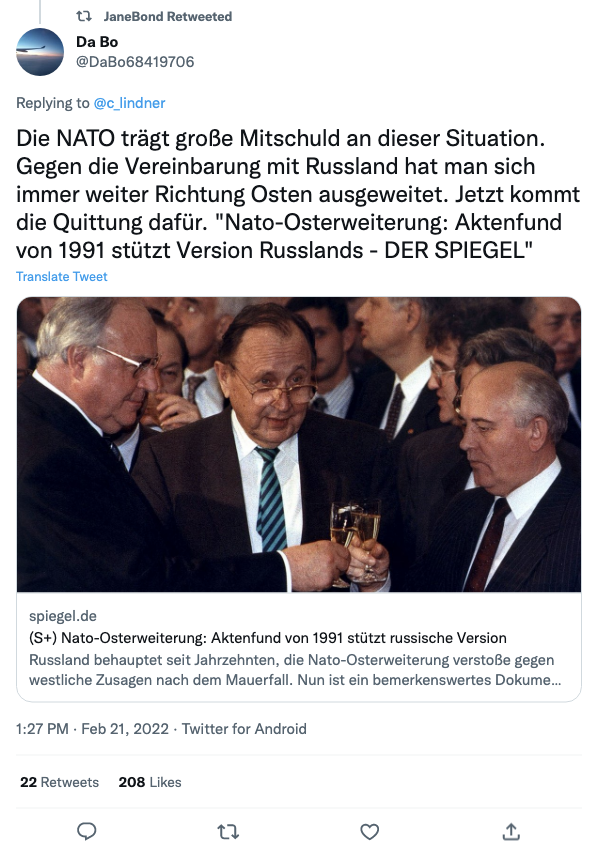 JaneBond Retweeted
Da Bo
@DaBo68419706
Replying to @c_lindner
Die NATO trägt große Mitschuld an dieser Situation.
Gegen die Vereinbarung mit Russland hat man sich
immer weiter Richtung Osten ausgeweitet. Jetzt kommt
die Quittung dafür. "Nato-Osterweiterung: Aktenfund
von 1991 stützt Version Russlands - DER SPIEGEL"
Translate Tweet
spiegel.de
(S+) Nato-Osterweiterung: Aktenfund von 1991 stützt russische Version
Russland behauptet seit Jahrzehnten, die Nato-Osterweiterung verstoße gegen
westliche Zusagen nach dem Mauerfall. Nun ist ein bemerkenswertes Dokume...
1:27 PM · Feb 21, 2022 · Twitter for Android
22 Retweets 208 Likes